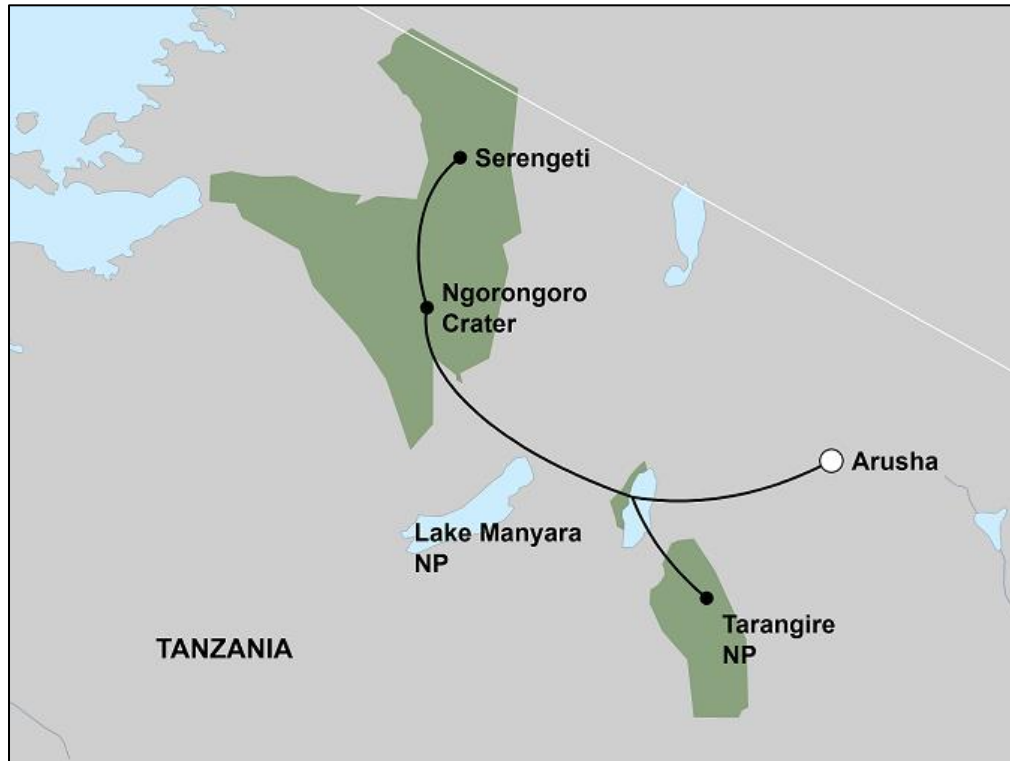 Serengeti
Ngorongoro
Crater
Arusha
Lake Manyara
NP
Tarangire
NP
TANZANIA